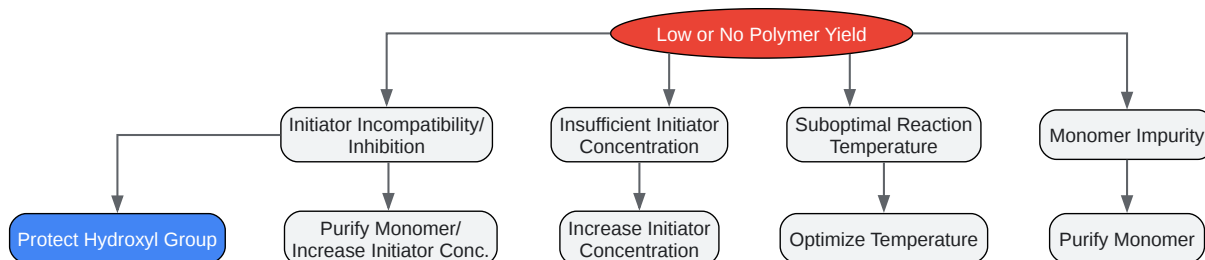 Low or No Polymer Yield
Initiator Incompatibility/
Inhibition
Insufficient Initiator
Concentration
Suboptimal Reaction
Temperature
Monomer Impurity
Protect Hydroxyl Group
Purify Monomer/
Increase Initiator Conc.
Increase Initiator
Concentration
Optimize Temperature
Purify Monomer